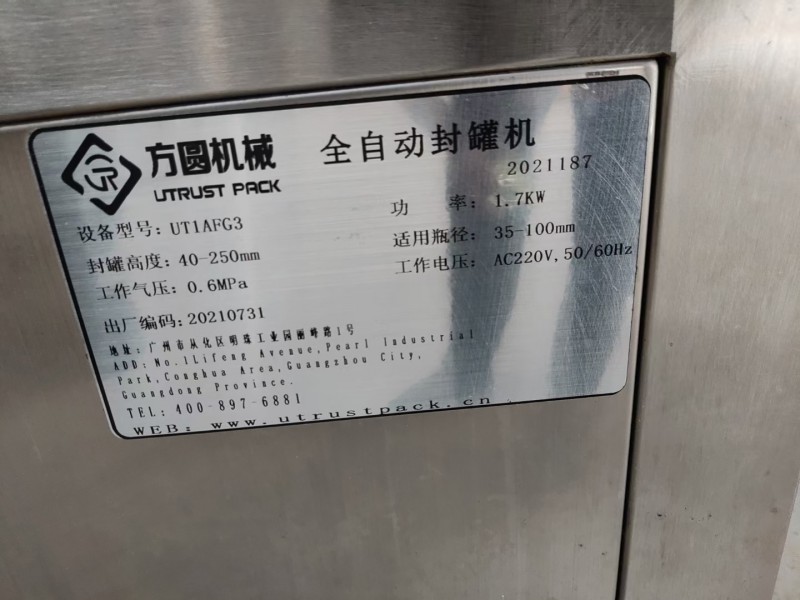 方圆机械
UTRUST PACK
全自动封罐机
2021187
设备型号: UT1AFG3
功 率: 1.7KW
封罐高度: 40-250mm
适用瓶径: 35-100mm
工作气压: 0.6MPa
工作电压: AC220V,50/60Hz
出厂编码: 20210731
地址: 广州市从化区明珠工业园丽峰路1号
ADD: No.1Lifeng Avenue,Pearl Industrial
Park,Conghua Area,Guangzhou City,
Guangdong Province.
TEL: 400-897-6881
WEB: www.utrustpack.cn